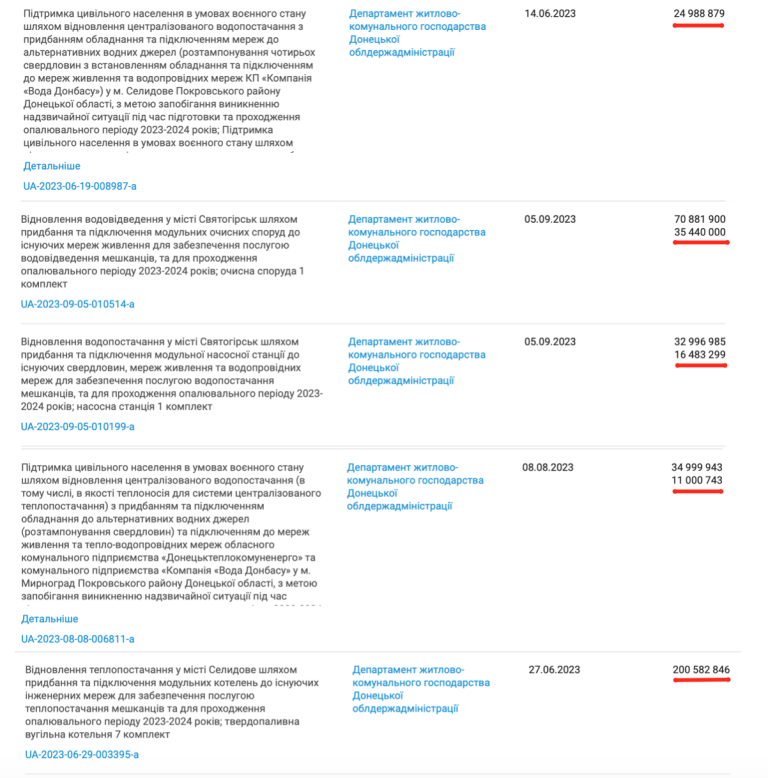 Підтримка цивільного населення в умовах воєнного стану
шляхом відновлення централізованого водопостачання з
придбанням обладнання та підключенням мереж до
альтернативних водних джерел (розтампонування чотирьох
свердловин з встановленням обладнання та підключенням
до мереж живлення та водопровідних мереж КП «Компанія
«Вода Донбасу») у м. Селидове Покровського району
Донецької області, з метою запобігання виникненню
надзвичайної ситуації під час підготовки та проходження
опалювального періоду 2023-2024 років; Підтримка
цивільного населення в умовах воєнного стану шляхом
Детальніше
UA-2023-06-19-008987-a
Департамент житлово-
комунального господарства
Донецької
облдержадміністрації
14.06.2023
24 988 879
Відновлення водовідведення у місті Святогірськ шляхом
придбання та підключення модульних очисних споруд до
існуючих мереж живлення для забезпечення послугою
водовідведення мешканців, та для проходження
опалювального періоду 2023-2024 років; очисна споруда 1
комплект
UA-2023-09-05-010514-a
Департамент житлово-
комунального господарства
Донецької
облдержадміністрації
05.09.2023
70 881 900
35 440 000
Відновлення водопостачання у місті Святогірськ шляхом
придбання та підключення модульної насосної станції до
існуючих свердловин, мереж живлення та водопровідних
мереж для забезпечення послугою водопостачання
мешканців, та для проходження опалювального періоду 2023-
2024 років; насосна станція 1 комплект
UA-2023-09-05-010199-a
Департамент житлово-
комунального господарства
Донецької
облдержадміністрації
05.09.2023
32 996 985
16 483 299
Підтримка цивільного населення в умовах воєнного стану
шляхом відновлення централізованого водопостачання (в
тому числі, в якості теплоносія для системи централізованого
теплопостачання) з придбанням та підключенням
обладнання до альтернативних водних джерел
(розтампонування свердловин) та підключенням до мереж
живлення та тепло-водопровідних мереж обласного
комунального підприємства «Донецьктеплокомуненерго» та
комунального підприємства «Компанія «Вода Донбасу» у м.
Мирноград Покровського району Донецької області, з метою
запобігання виникненню надзвичайної ситуації під час
Детальніше
UA-2023-08-08-006811-a
Департамент житлово-
комунального господарства
Донецької
облдержадміністрації
08.08.2023
34 999 943
11 000 743
Відновлення теплопостачання у місті Селидове шляхом
придбання та підключення модульних котелень до існуючих
інженерних мереж для забезпечення послугою
теплопостачання мешканців та для проходження
опалювального періоду 2023-2024 років; твердопаливна
вугільна котельня 7 комплект
UA-2023-06-29-003395-a
Департамент житлово-
комунального господарства
Донецької
облдержадміністрації
27.06.2023
200 582 846